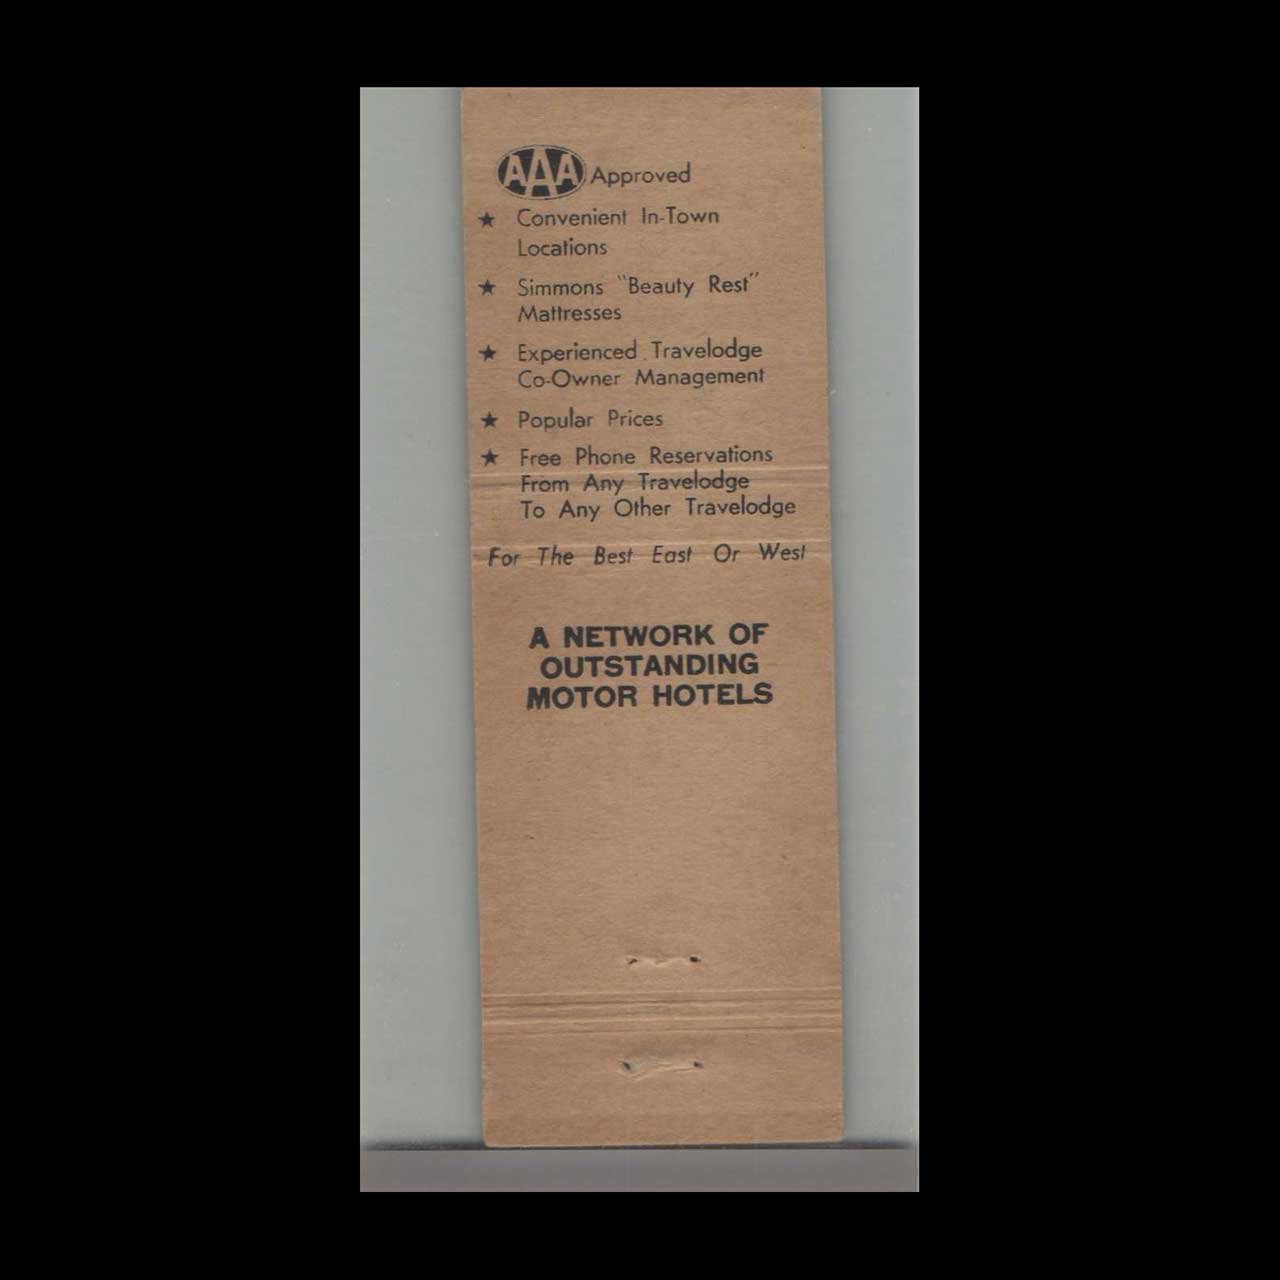 AAA Approved
★ Convenient In-Town
Locations
★ Simmons "Beauty Rest"
Mattresses
★ Experienced Travelodge
Co-Owner Management
★ Popular Prices
★ Free Phone Reservations
From Any Travelodge
To Any Other Travelodge
For The Best East Or West
A NETWORK OF
OUTSTANDING
MOTOR HOTELS